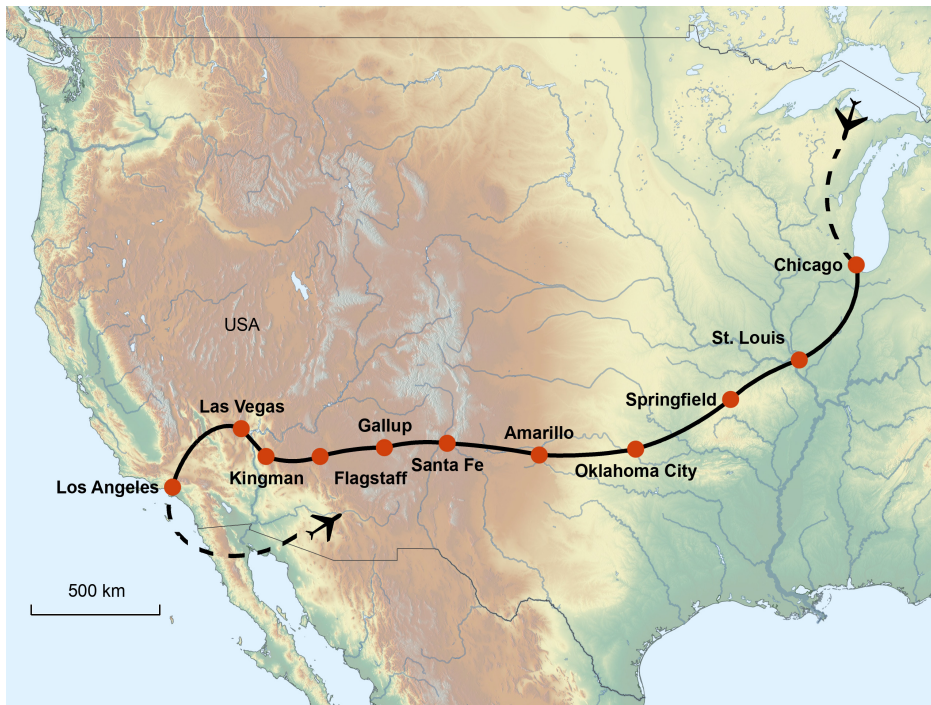 Chicago
St. Louis
USA
Springfield
Las Vegas
Gallup
Amarillo
Santa Fe
Oklahoma City
Kingman
Flagstaff
Los Angeles
500 km